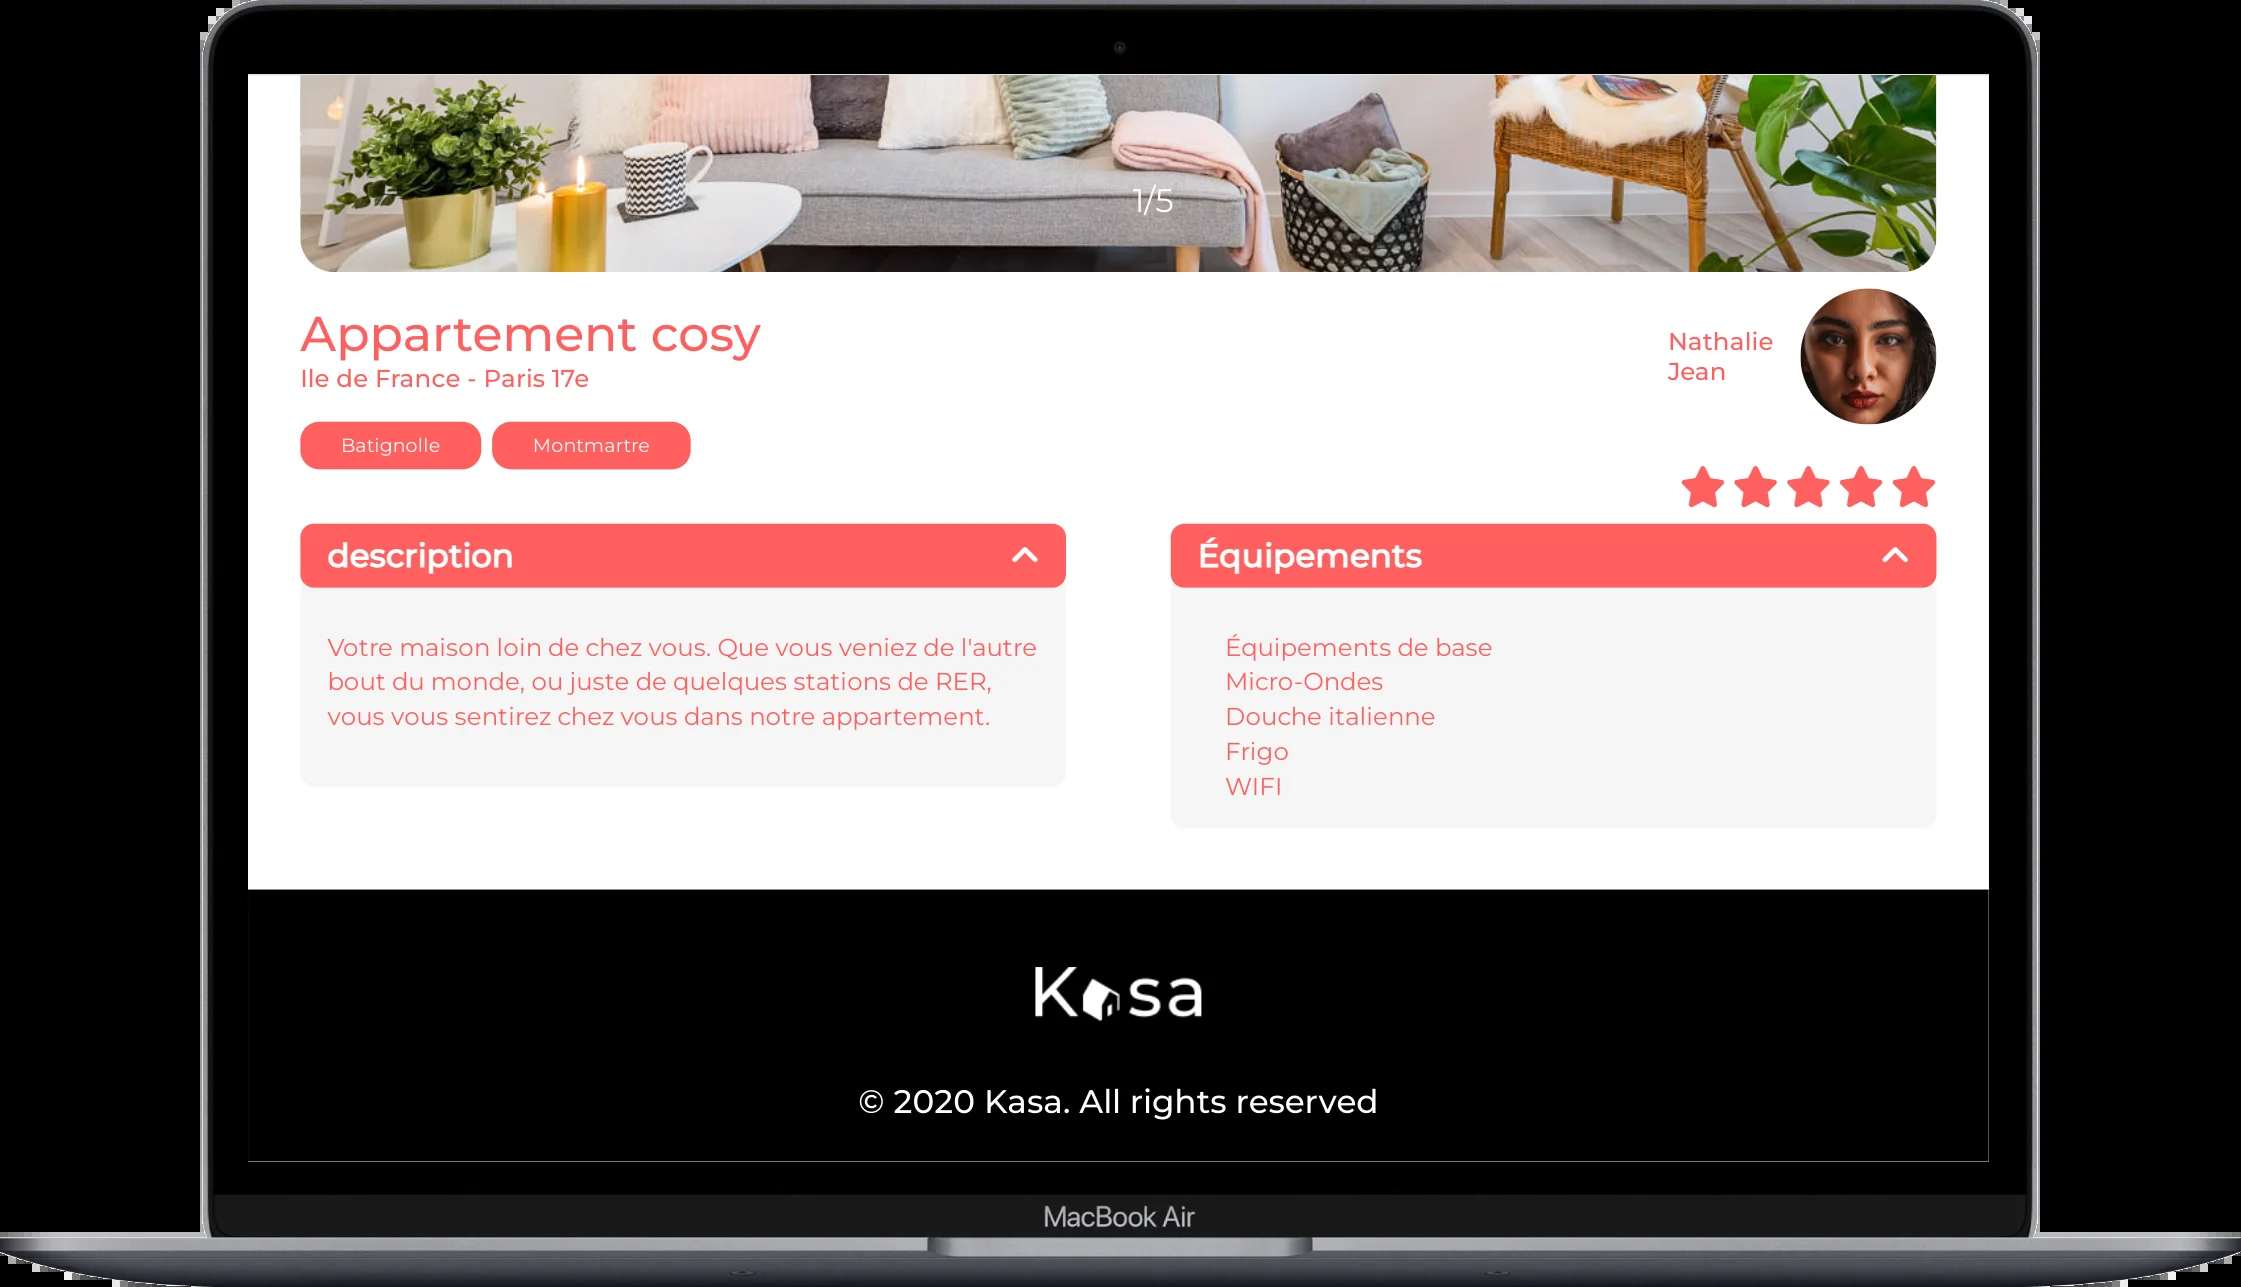 1/5
Appartement cosy
Ile de France - Paris 17e
Nathalie
Jean
Batignolle
Montmartre
description
Votre maison loin de chez vous. Que vous veniez de l'autre
bout du monde, ou juste de quelques stations de RER,
vous vous sentirez chez vous dans notre appartement.
Équipements
Équipements de base
Micro-Ondes
Douche italienne
Frigo
WIFI
Kasa
© 2020 Kasa. All rights reserved
MacBook Air